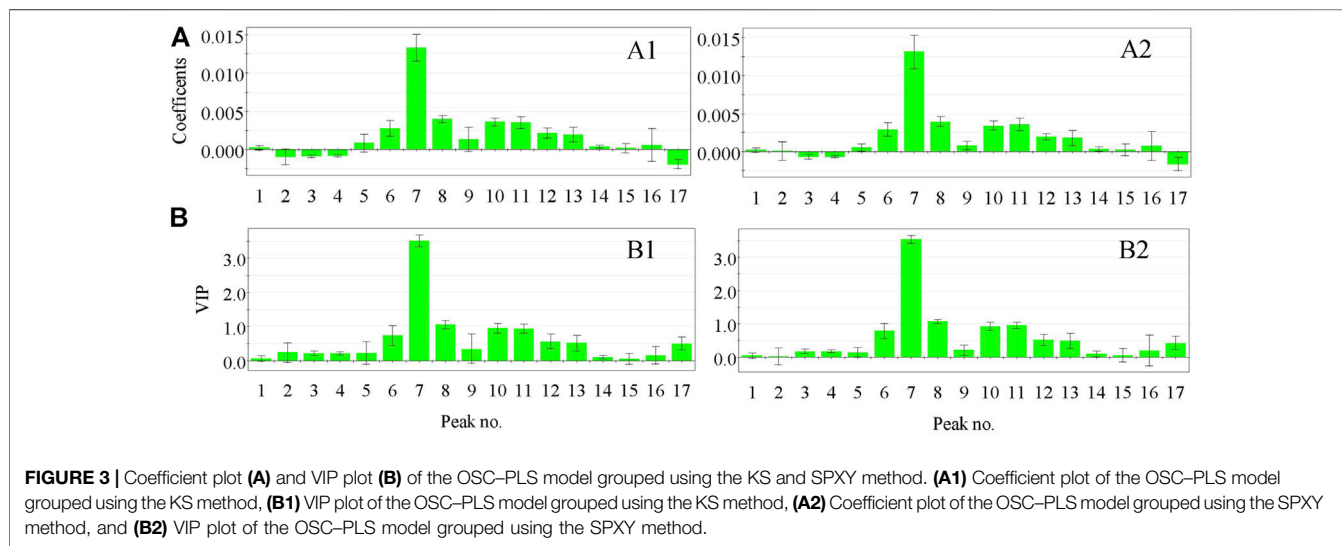 A
A1
Coefficents
0.015
0.010
0.005
0.000
1 2 3 4 5 6 7 8 9 10 11 12 13 14 15 16 17
A2
0.015
0.010
0.005
0.000
1 2 3 4 5 6 7 8 9 10 11 12 13 14 15 16 17
B
B1
VIP
3.0
2.0
1.0
0.0
1 2 3 4 5 6 7 8 9 10 11 12 13 14 15 16 17
Peak no.
B2
3.0
2.0
1.0
0.0
1 2 3 4 5 6 7 8 9 10 11 12 13 14 15 16 17
Peak no.
FIGURE 3 | Coefficient plot (A) and VIP plot (B) of the OSC–PLS model grouped using the KS and SPXY method. (A1) Coefficient plot of the OSC–PLS model
grouped using the KS method, (B1) VIP plot of the OSC–PLS model grouped using the KS method, (A2) Coefficient plot of the OSC–PLS model grouped using the SPXY
method, and (B2) VIP plot of the OSC–PLS model grouped using the SPXY method.